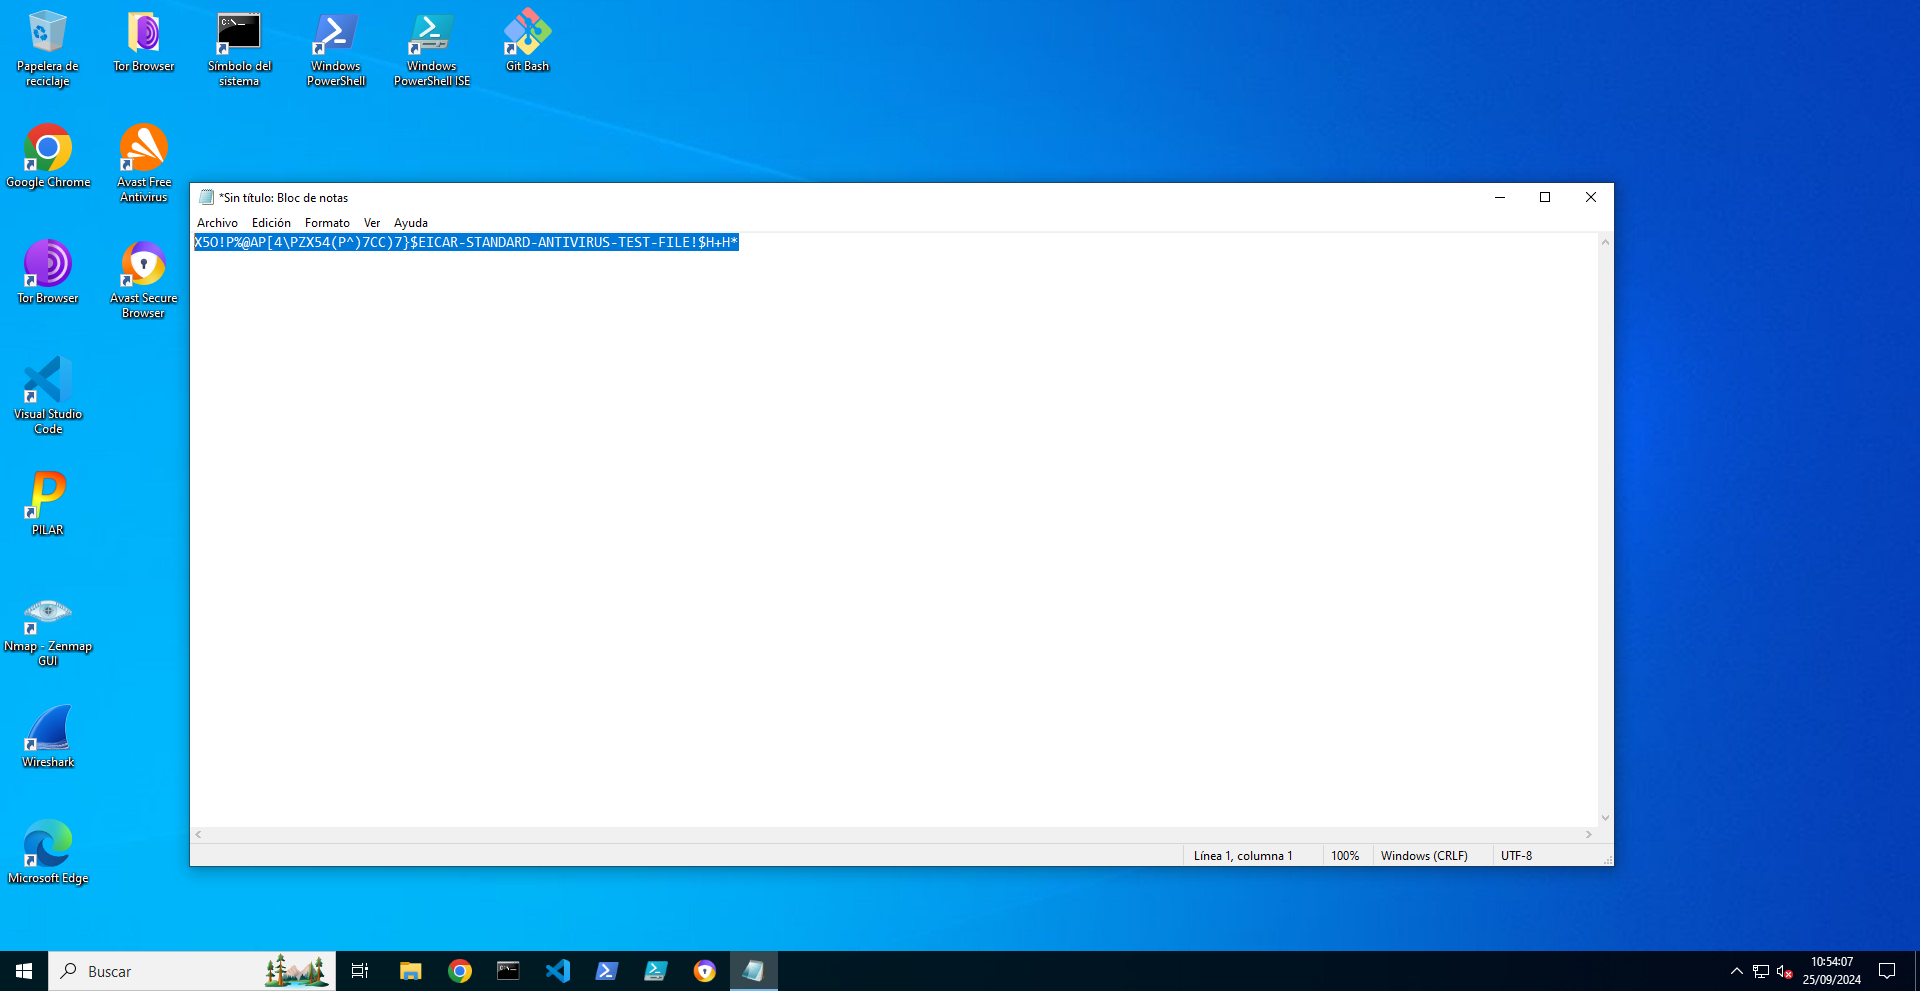 Papelera de
reciclaje
Tor Browser
Símbolo del
sistema
Windows
PowerShell
Windows
PowerShell ISE
Git Bash
Google Chrome
Avast Free
Antivirus
Tor Browser
Avast Secure
Browser
Visual Studio
Code
PILAR
Nmap - Zenmap
GUI
Wireshark
Microsoft Edge
*Sin título: Bloc de notas
Archivo Edición Formato Ver Ayuda
X5O!P%@AP[4\PZX54(P^)7CC)7}$EICAR-STANDARD-ANTIVIRUS-TEST-FILE!$H+H*
Línea 1, columna 1 100% Windows (CRLF) UTF-8
Buscar
10:54:07
25/09/2024